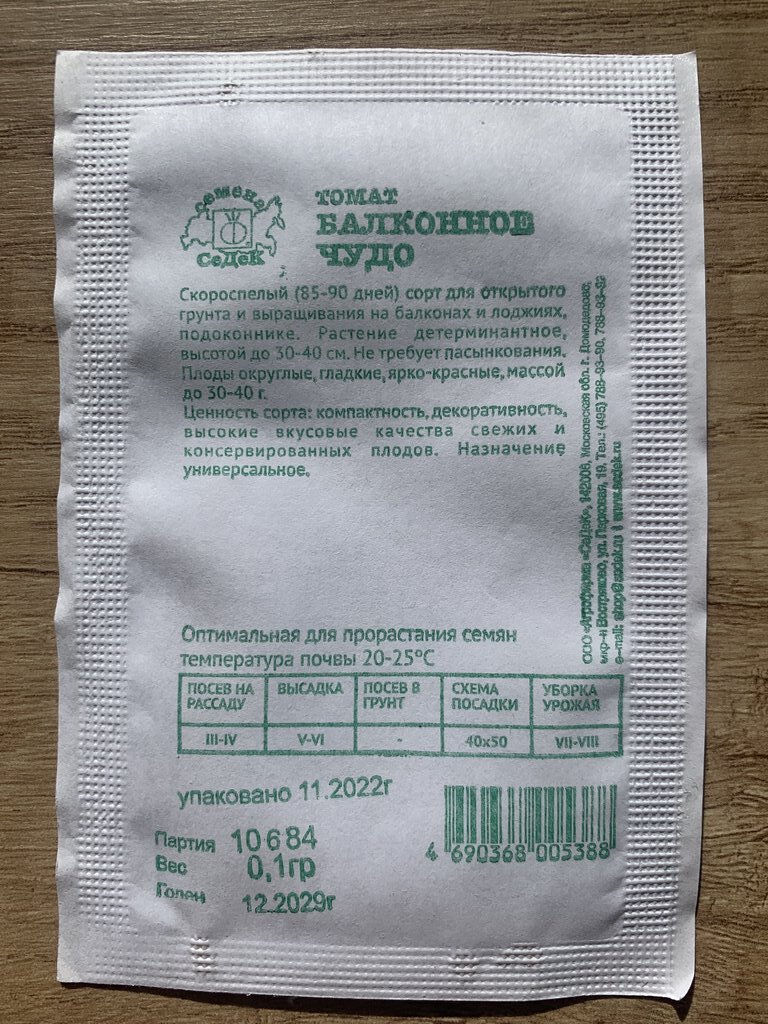 семена
СеДеК
ТОМАТ
БАЛКОННОЕ
ЧУДО
Скороспелый (85-90 дней) сорт для открытого
грунта и выращивания на балконах и лоджиях,
подоконнике. Растение детерминантное,
высотой до 30-40 см. Не требует пасынкования.
Плоды округлые, гладкие, ярко-красные, массой
до 30-40 г.
Ценность сорта: компактность, декоративность,
высокие вкусовые качества свежих и
консервированных плодов. Назначение
универсальное.
ООО «Агрофирма «СеДеК», 142006, Московская обл. г. Домодедово,
мкр-н Востряково, ул. Парковая, 19. Тел.: (495) 788-93-90, 788-93-92
e-mail: shop@sedek.ru | www.sedek.ru
Оптимальная для прорастания семян
температура почвы 20-25°С
ПОСЕВ НА РАССАДУ ВЫСАДКА ПОСЕВ В ГРУНТ СХЕМА ПОСАДКИ УБОРКА УРОЖАЯ
III-IV V-VI - 40х50 VII-VIII
упаковано 11.2022г
Партия 10684
Вес 0,1гр
Годен 12.2029г
4 690368 005388